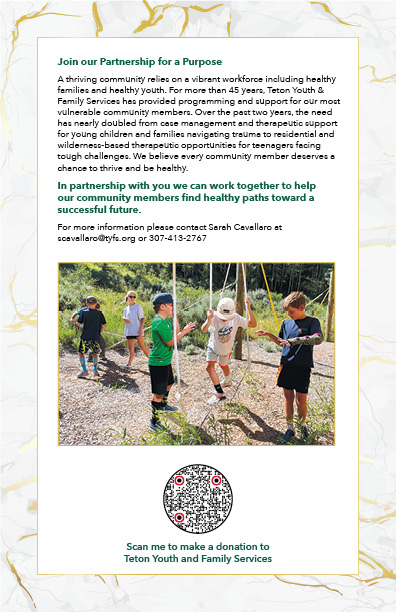 Join our Partnership for a Purpose
A thriving community relies on a vibrant workforce including healthy
families and healthy youth. For more than 45 years, Teton Youth &
Family Services has provided programming and support for our most
vulnerable community members. Over the past two years, the need
has nearly doubled from case management and therapeutic support
for young children and families navigating trauma to residential and
wilderness-based therapeutic opportunities for teenagers facing
tough challenges. We believe every community member deserves a
chance to thrive and be healthy.
In partnership with you we can work together to help
our community members find healthy paths toward a
successful future.
For more information please contact Sarah Cavallaro at
scavallaro@tyfs.org or 307-413-2767
Scan me to make a donation to
Teton Youth and Family Services